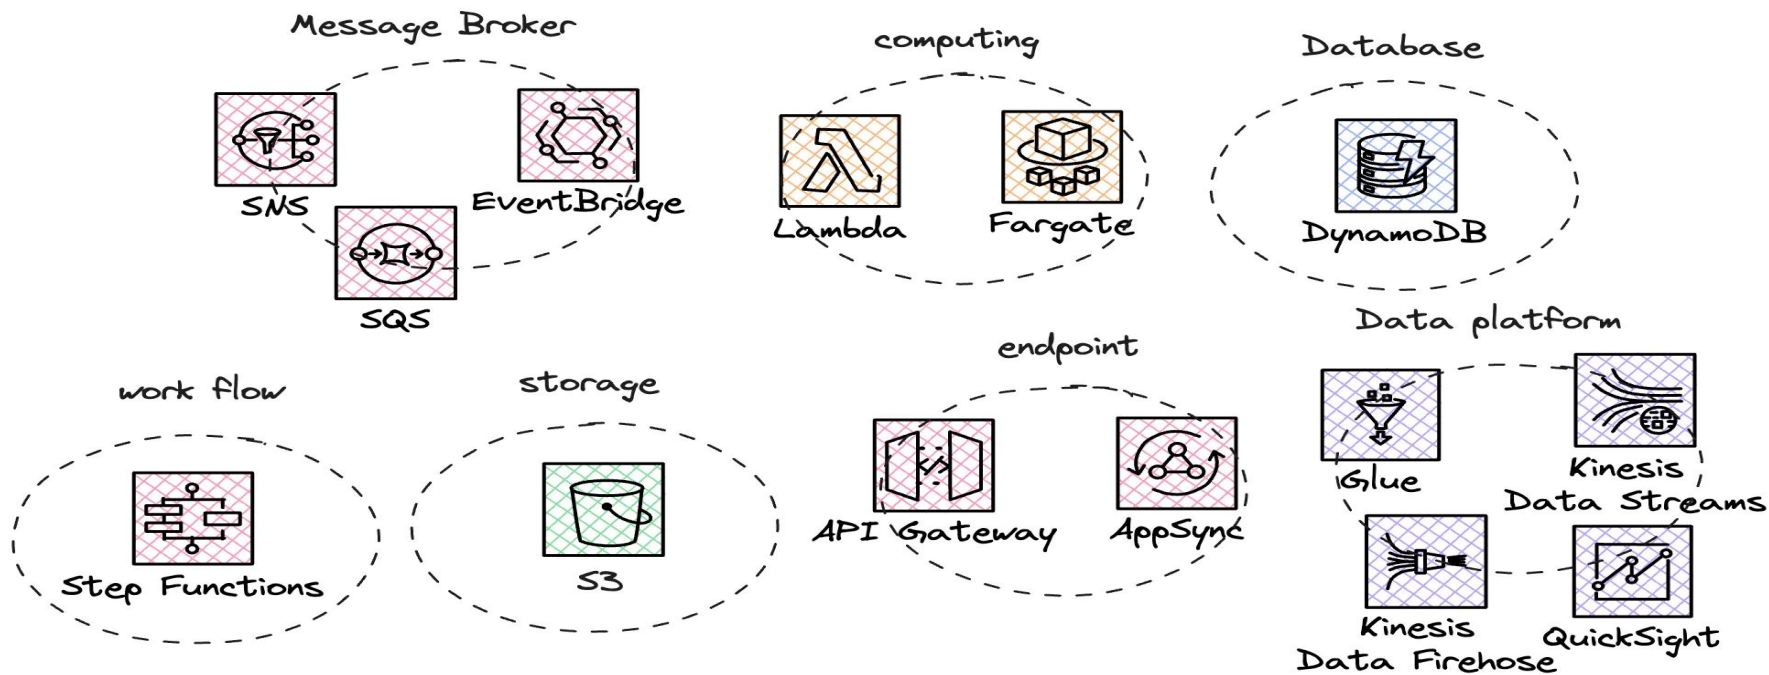 Message Broker
computing
Database
SNS
EventBridge
Lambda
Fargate
DynamoDB
SQS
Data platform
endpoint
work flow
storage
Glue
Kinesis
Data Streams
API Gateway
AppSync
Step Functions
S3
Kinesis
Data Firehose
QuickSight